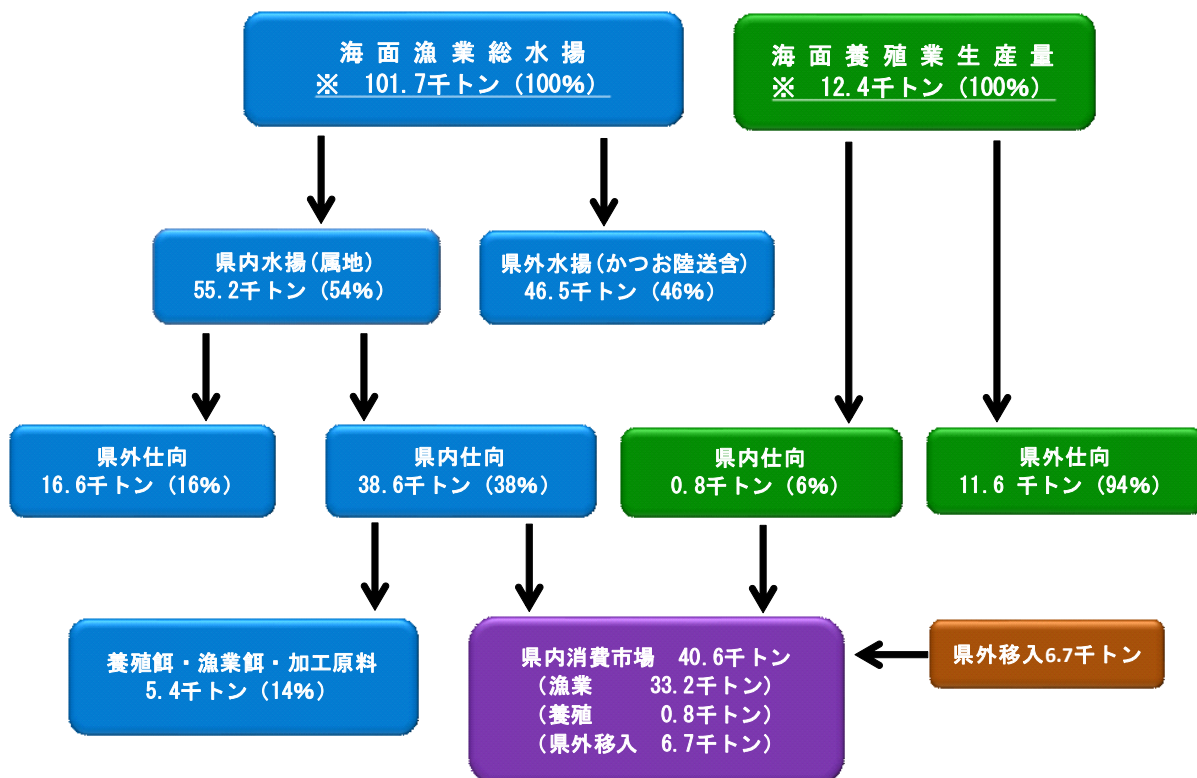 海面漁業総水揚
※ 101.7千トン（100%）
海面養殖業生産量
※ 12.4千トン（100%）
県内水揚(属地)
55.2千トン（54%）
県外水揚(かつお陸送含)
46.5千トン（46%）
県外仕向
16.6千トン（16%）
県内仕向
38.6千トン（38%）
県内仕向
0.8千トン（6%）
県外仕向
11.6 千トン（94%）
養殖餌・漁業餌・加工原料
5.4千トン（14%）
県内消費市場 40.6千トン
（漁業 33.2千トン）
（養殖 0.8千トン）
（県外移入 6.7千トン）
県外移入6.7千トン